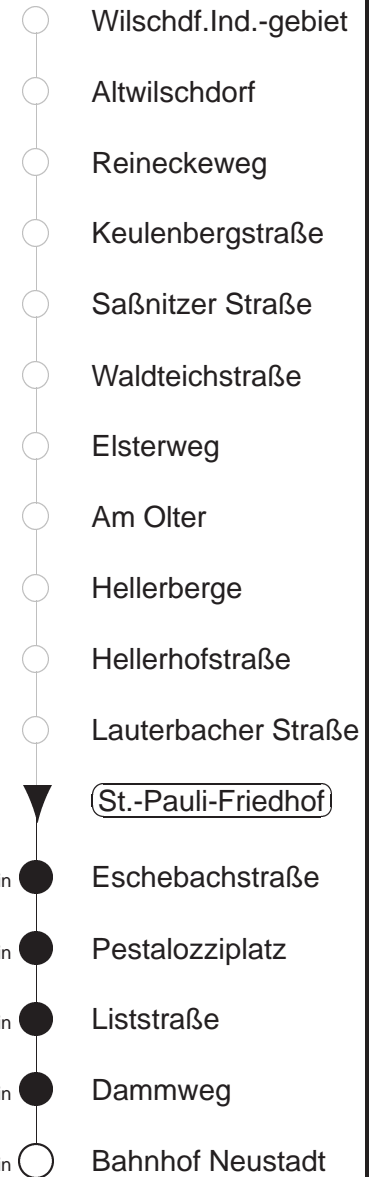 Wilschdf.Ind.-gebiet
Altwilschdorf
Reineckeweg
Keulenbergstraße
Saßnitzer Straße
Waldteichstraße
Elsterweg
Am Olter
Hellerberge
Hellerhofstraße
Lauterbacher Straße
St.-Pauli-Friedhof
Eschebachstraße
Pestalozziplatz
Liststraße
Dammweg
Bahnhof Neustadt